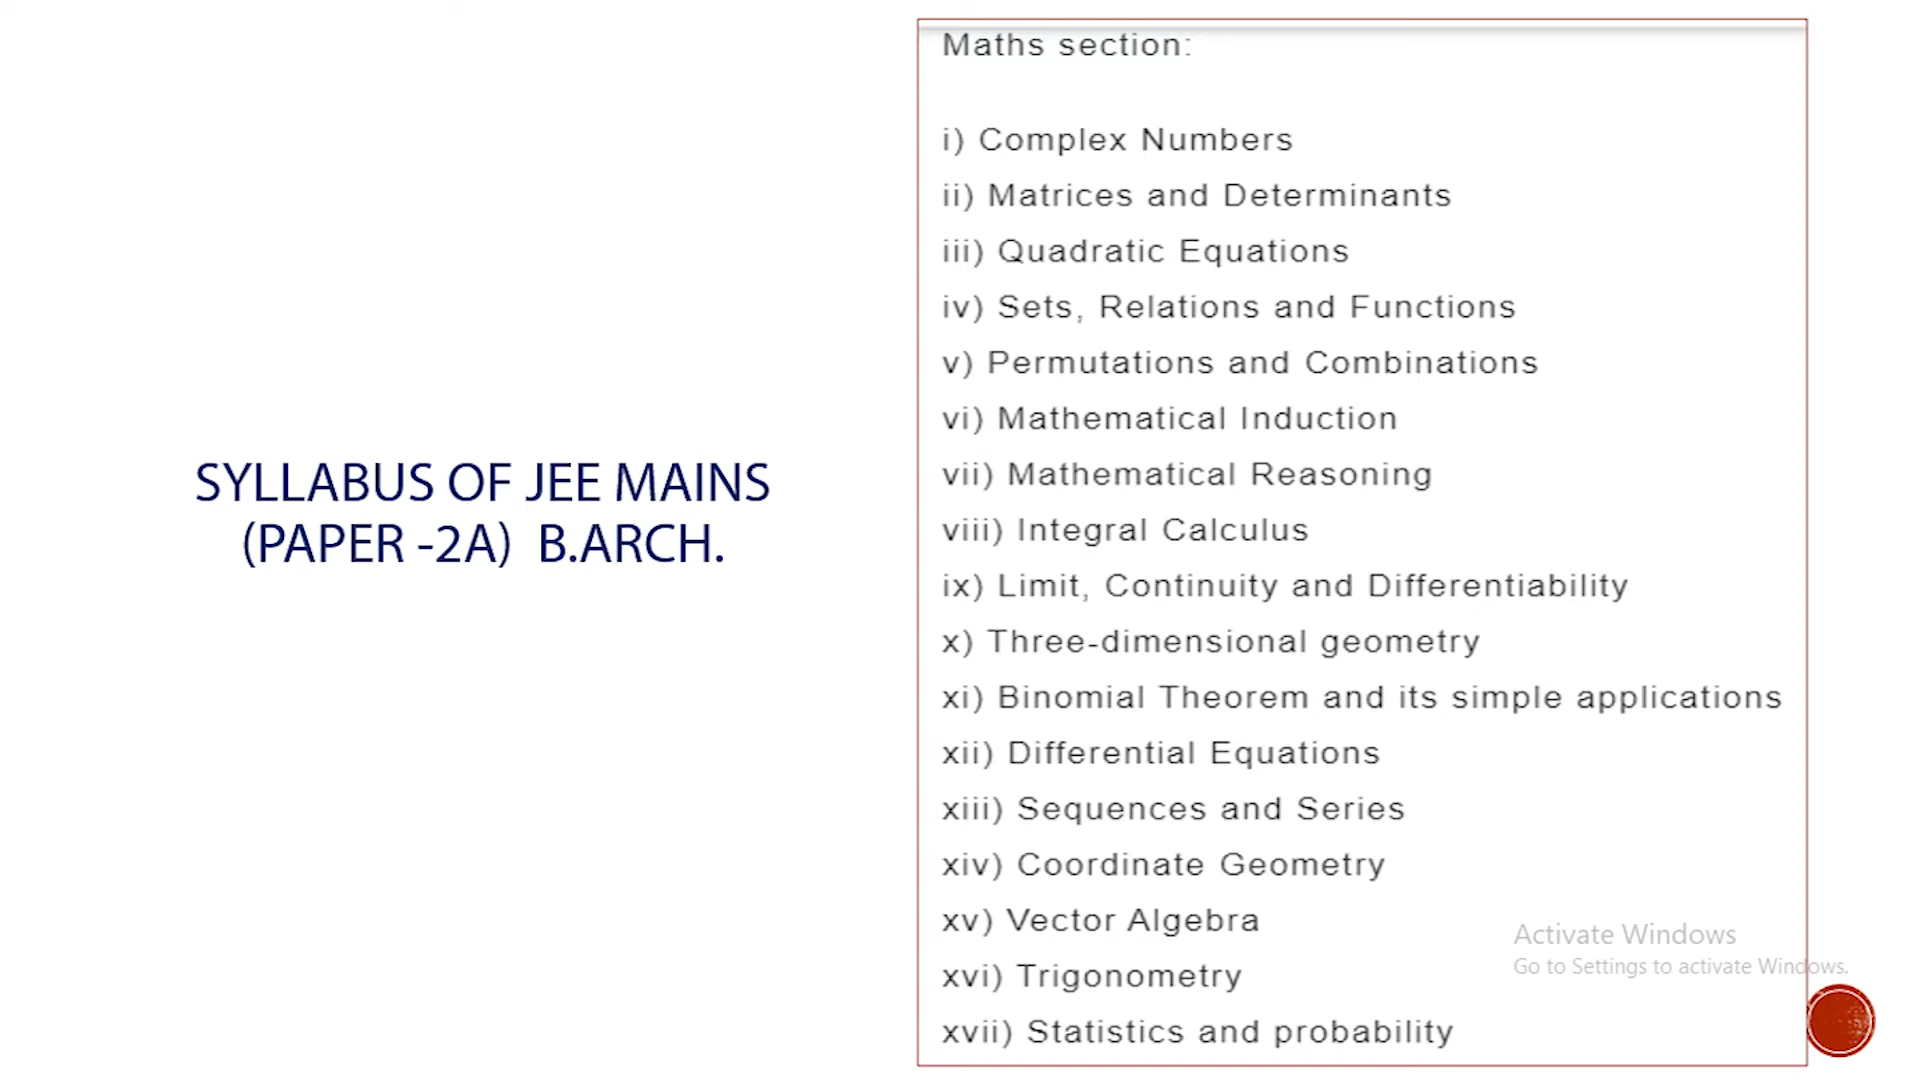 SYLLABUS OF JEE MAINS
(PAPER -2A) B.ARCH.
Maths section:
i) Complex Numbers
ii) Matrices and Determinants
iii) Quadratic Equations
iv) Sets, Relations and Functions
v) Permutations and Combinations
vi) Mathematical Induction
vii) Mathematical Reasoning
viii) Integral Calculus
ix) Limit, Continuity and Differentiability
x) Three-dimensional geometry
xi) Binomial Theorem and its simple applications
xii) Differential Equations
xiii) Sequences and Series
xiv) Coordinate Geometry
xv) Vector Algebra
xvi) Trigonometry
xvii) Statistics and probability
Activate Windows
Go to Settings to activate Windows.